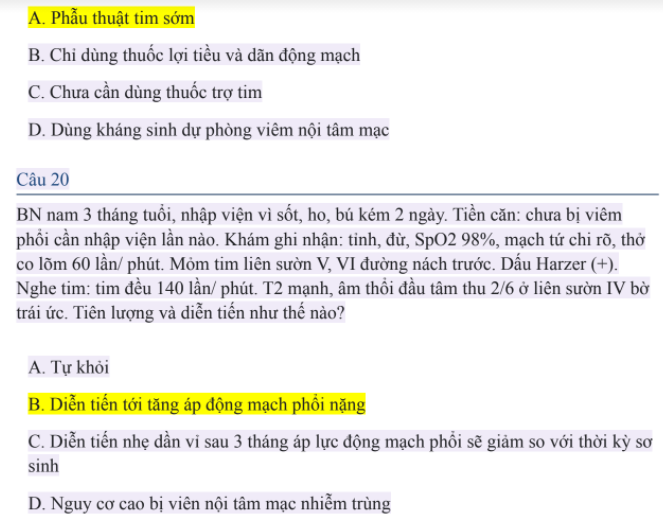 A. Phẫu thuật tim sớm
B. Chỉ dùng thuốc lợi tiểu và dãn động mạch
C. Chưa cần dùng thuốc trợ tim
D. Dùng kháng sinh dự phòng viêm nội tâm mạc
Câu 20
BN nam 3 tháng tuổi, nhập viện vì sốt, ho, bú kém 2 ngày. Tiền căn: chưa bị viêm
phổi cần nhập viện lần nào. Khám ghi nhận: tỉnh, đừ, SpO2 98%, mạch tứ chi rõ, thở
co lõm 60 lần/ phút. Mỏm tim liên sườn V, VI đường nách trước. Dấu Harzer (+).
Nghe tim: tim đều 140 lần/ phút. T2 mạnh, âm thổi đầu tâm thu 2/6 ở liên sườn IV bờ
trái ức. Tiên lượng và diễn tiến như thế nào?
A. Tự khỏi
B. Diễn tiến tới tăng áp động mạch phổi nặng
C. Diễn tiến nhẹ dần vì sau 3 tháng áp lực động mạch phổi sẽ giảm so với thời kỳ sơ
sinh
D. Nguy cơ cao bị viên nội tâm mạc nhiễm trùng